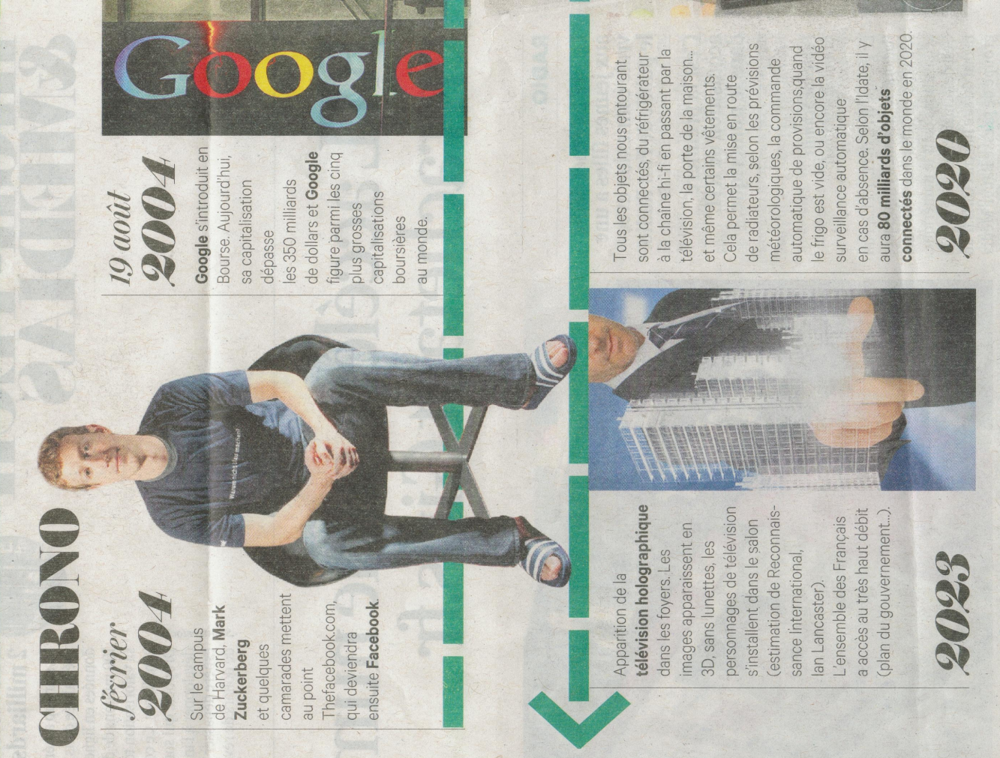 CHRONO
février
2004
Sur le campus
de Harvard, Mark
Zuckerberg
et quelques
camarades mettent
au point
Thefacebook.com,
qui deviendra
ensuite Facebook.
19 août
2004
Google s'introduit en
Bourse. Aujourd'hui,
sa capitalisation
dépasse
les 350 milliards
de dollars et Google
figure parmi les cinq
plus grosses
capitalisations
boursières
au monde.
Google
Apparition de la
télévision holographique
dans les foyers. Les
images apparaissent en
3D, sans lunettes, les
personnages de télévision
s'installent dans le salon
(estimation de Reconnais-
sance International,
Ian Lancaster).
L'ensemble des Français
a accès au très haut débit
(plan du gouvernement…).
2023
Tous les objets nous entourant
sont connectés, du réfrigérateur
à la chaîne hi-fi en passant par la
télévision, la porte de la maison…
et même certains vêtements.
Cela permet la mise en route
de radiateurs, selon les prévisions
météorologiques, la commande
automatique de provisions,quand
le frigo est vide, ou encore la vidéo
surveillance automatique
en cas d'absence. Selon l'Idate, il y
aura 80 milliards d'objets
connectés dans le monde en 2020.
2020